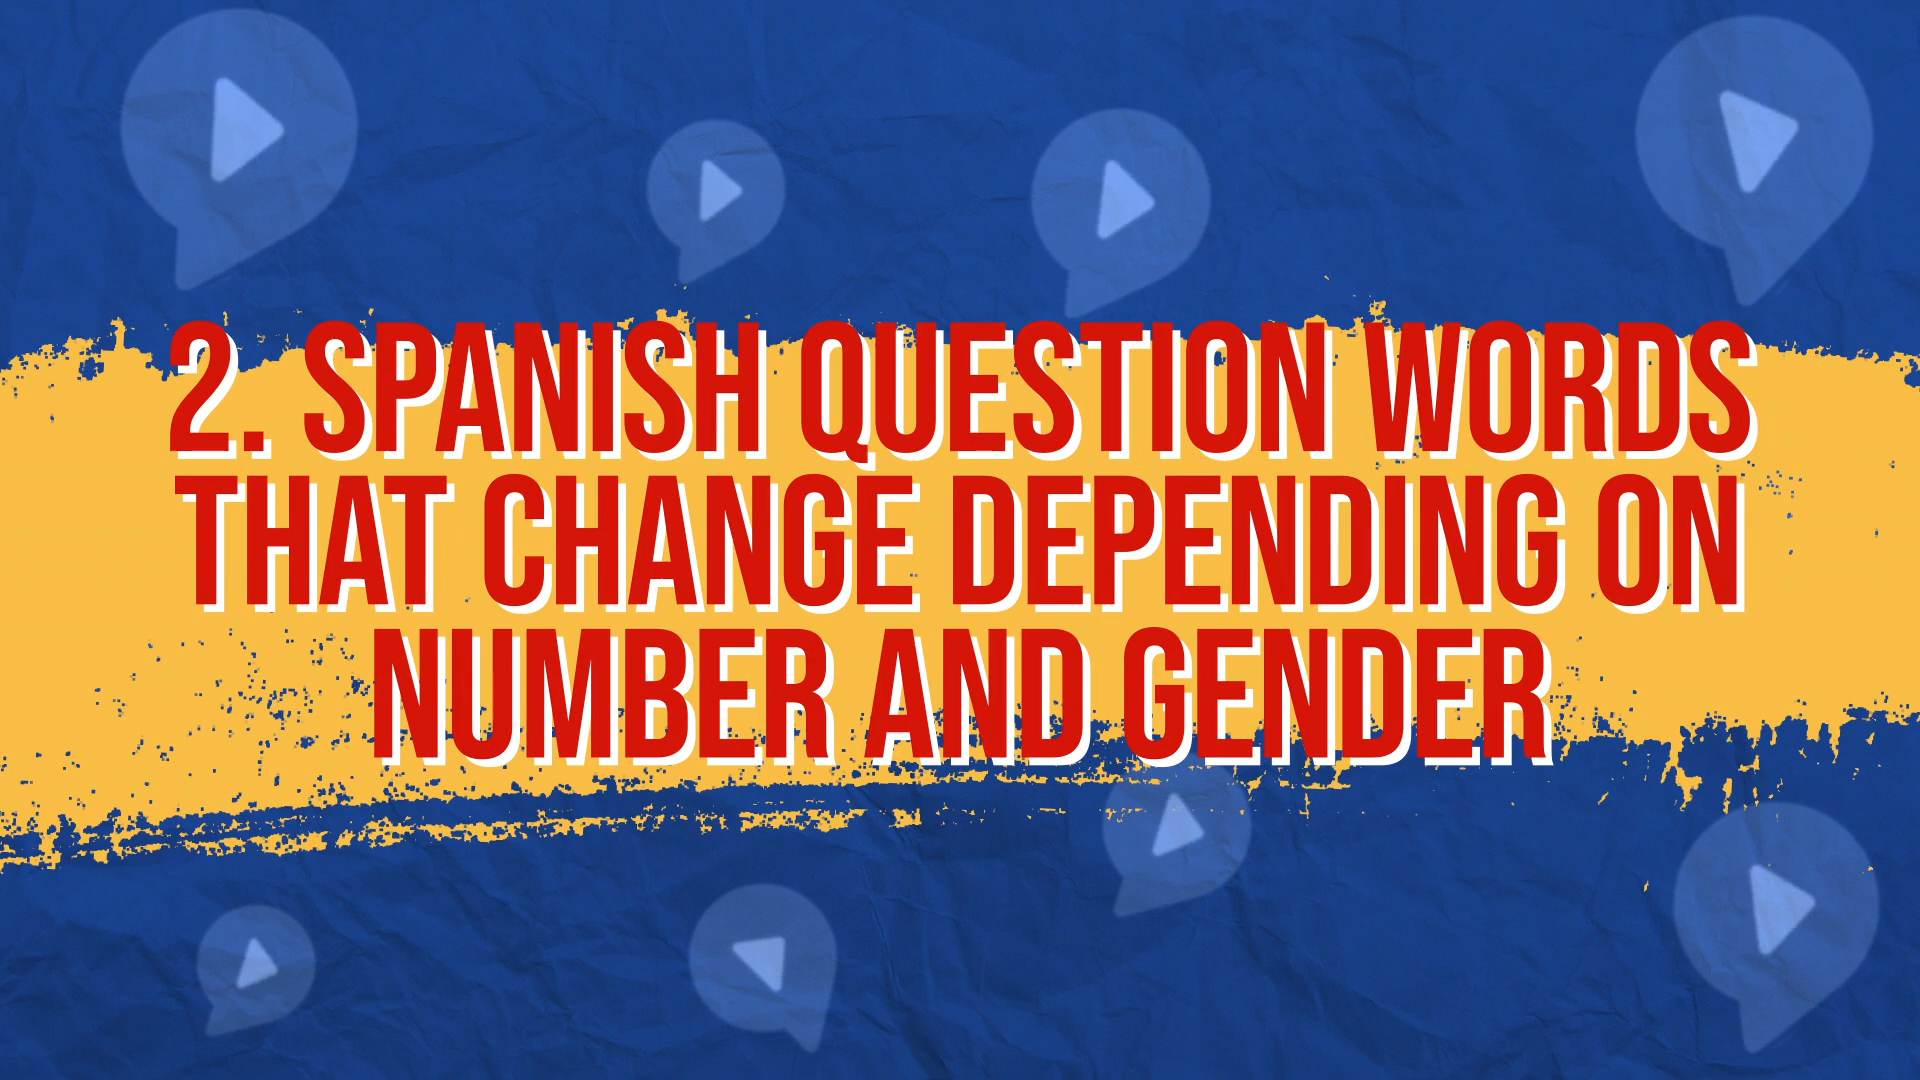 2. SPANISH QUESTION WORDS
THAT CHANGE DEPENDING ON
NUMBER AND GENDER